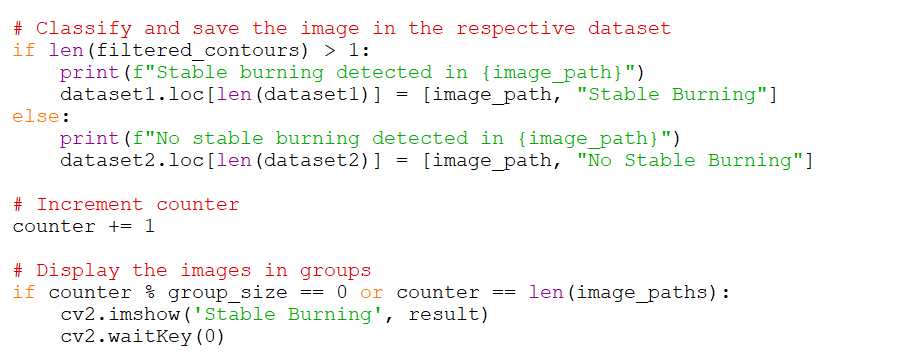 # Classify and save the image in the respective dataset
if len(filtered_contours) > 1:
    print(f"Stable burning detected in {image_path}")
    dataset1.loc[len(dataset1)] = [image_path, "Stable Burning"]
else:
    print(f"No stable burning detected in {image_path}")
    dataset2.loc[len(dataset2)] = [image_path, "No Stable Burning"]

# Increment counter
counter += 1

# Display the images in groups
if counter % group_size == 0 or counter == len(image_paths):
    cv2.imshow('Stable Burning', result)
    cv2.waitKey(0)